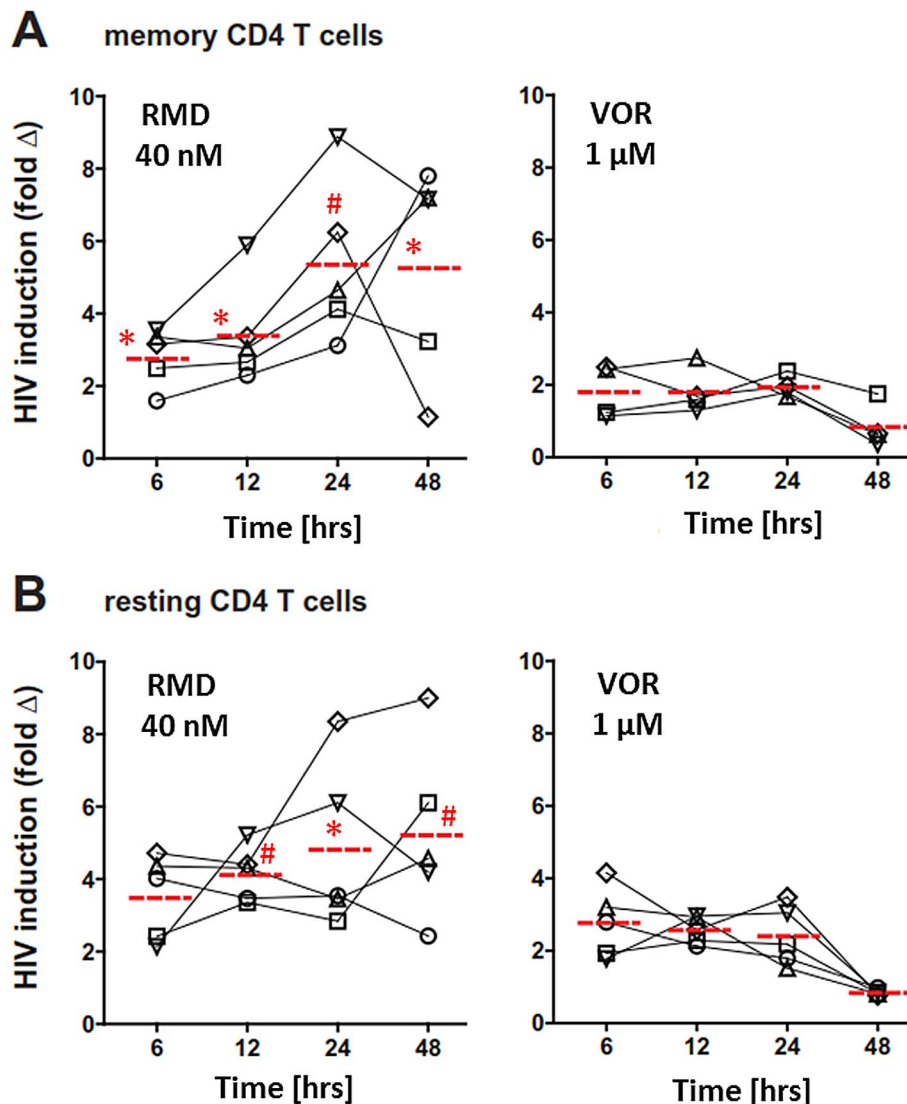 A memory CD4 T cells
HIV induction (fold Δ)
10
8
6
4
2
0
RMD
40 nM
*
*
#
*
6 12 24 48
Time [hrs]
10
8
6
4
2
0
VOR
1 µM
6 12 24 48
Time [hrs]
B resting CD4 T cells
HIV induction (fold Δ)
10
8
6
4
2
0
RMD
40 nM
#
*
#
6 12 24 48
Time [hrs]
10
8
6
4
2
0
VOR
1 µM
6 12 24 48
Time [hrs]